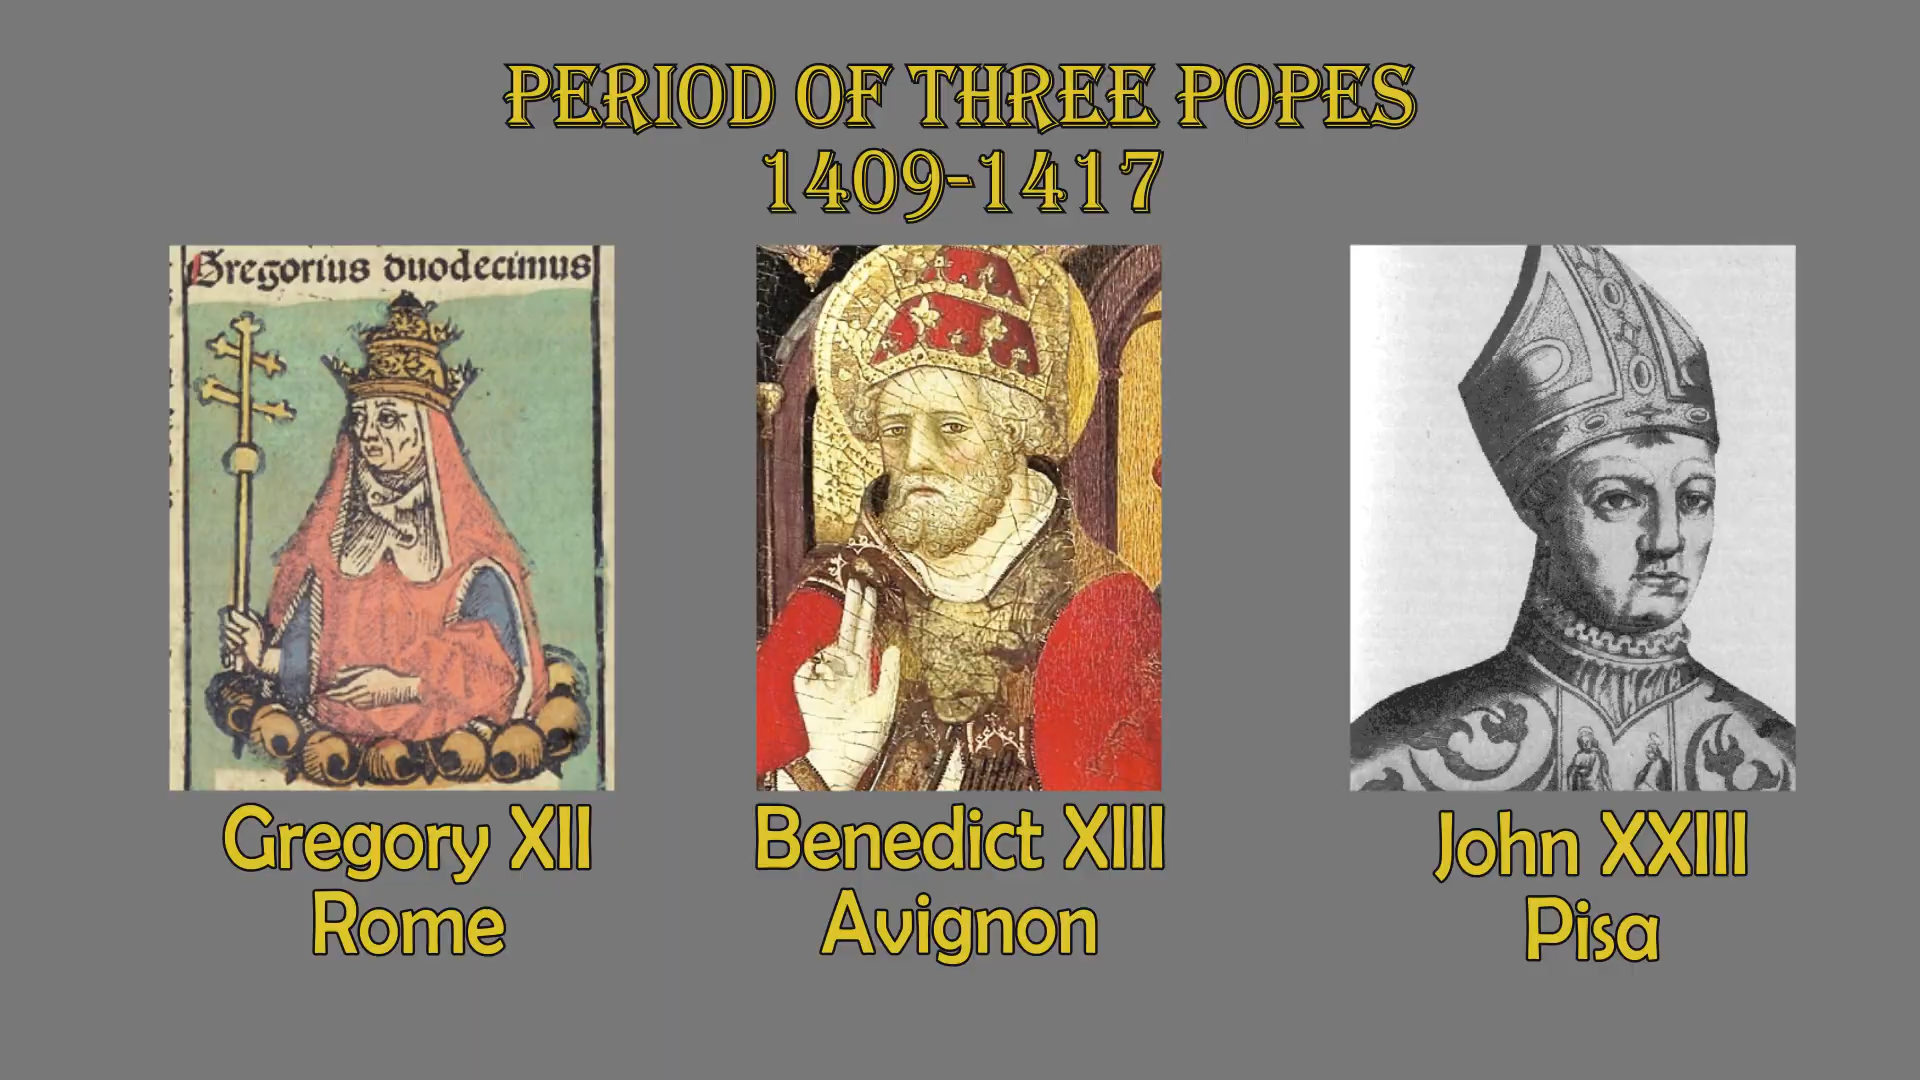 PERIOD OF THREE POPES
1409-1417
Gregorius duodecimus
Gregory XII
Rome
Benedict XIII
Avignon
John XXIII
Pisa